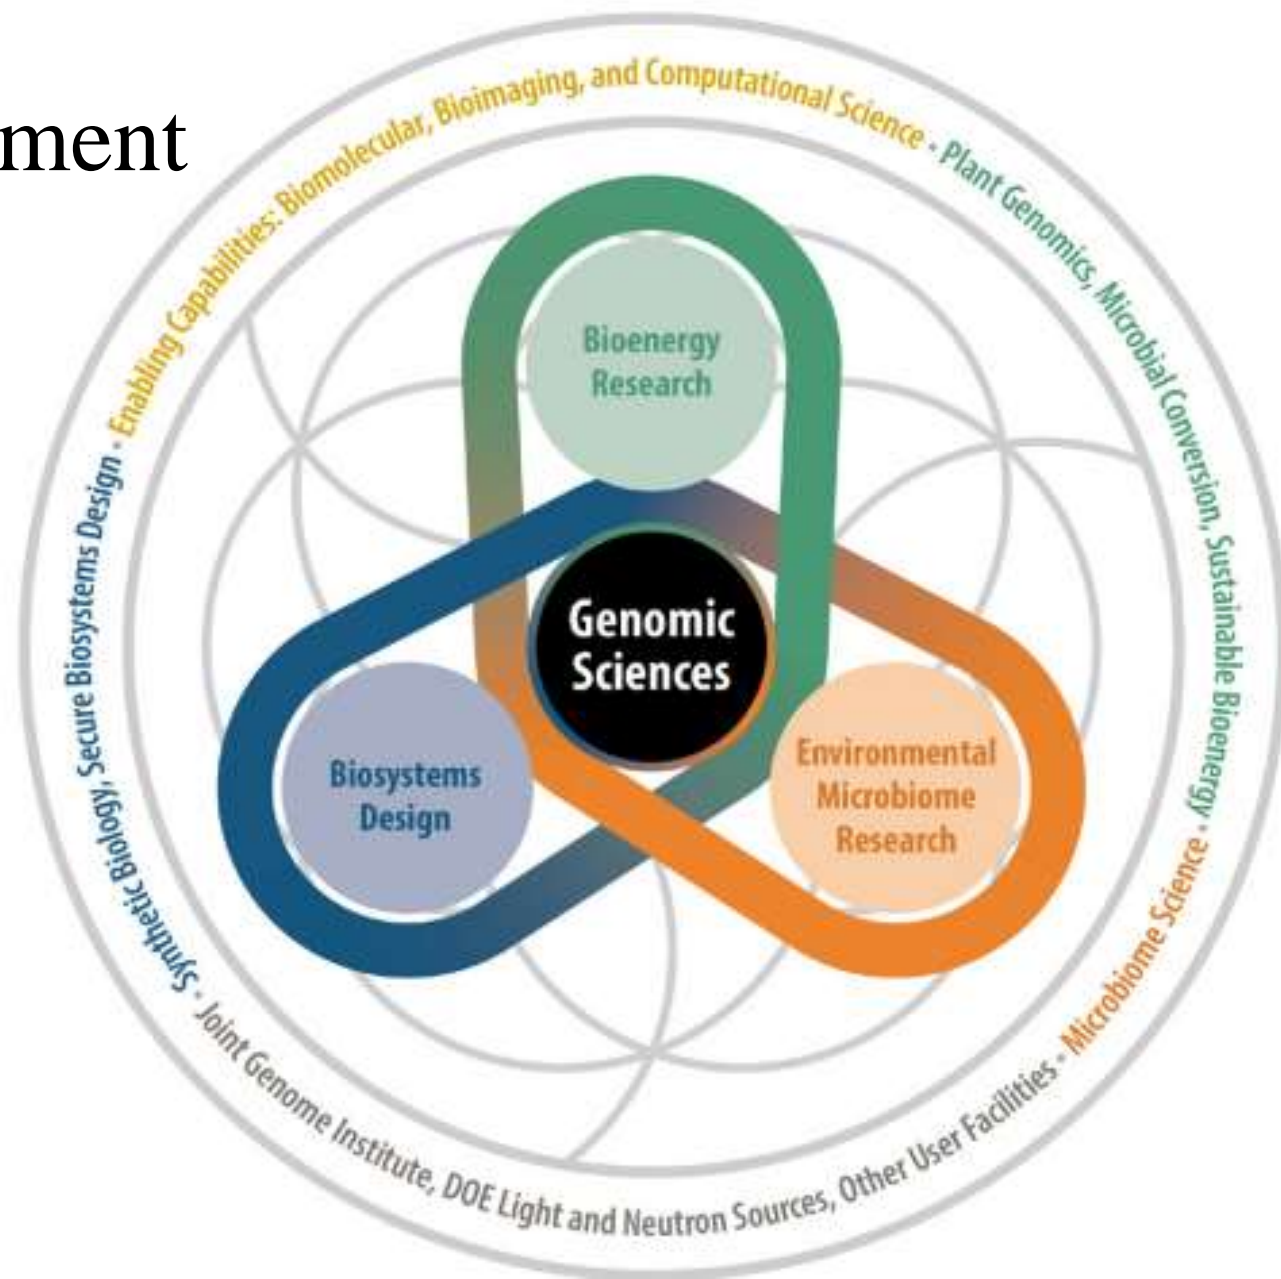 ment
Enabling Capabilities: Biomolecular, Bioimaging, and Computational Science •
Plant Genomics, Microbial Conversion, Sustainable Bioenergy •
Microbiome Science •
Joint Genome Institute, DOE Light and Neutron Sources, Other User Facilities •
Synthetic Biology, Secure Biosystems Design •
Bioenergy
Research
Genomic
Sciences
Biosystems
Design
Environmental
Microbiome
Research